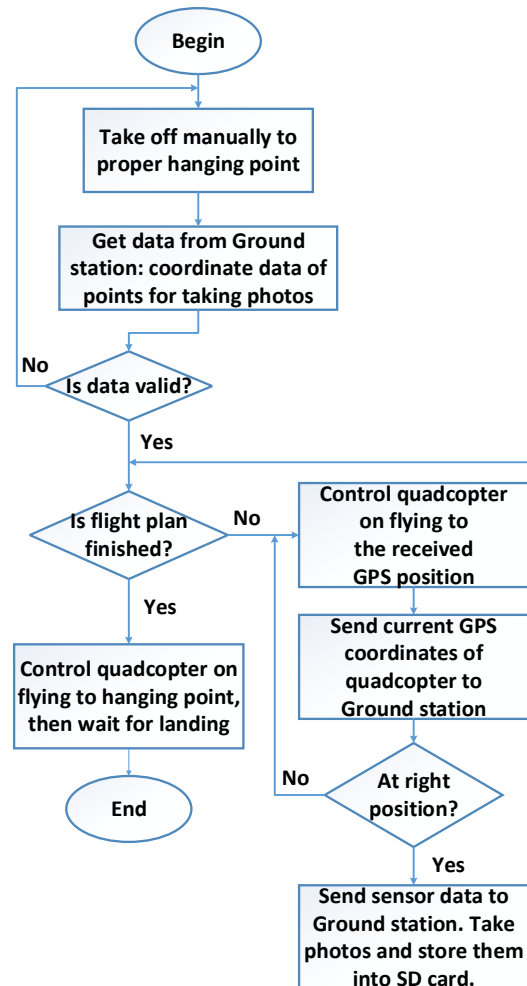 Begin
Take off manually to
proper hanging point
Get data from Ground
station: coordinate data of
points for taking photos
No
Is data valid?
Yes
Is flight plan
finished?
No
Control quadcopter
on flying to
the received
GPS position
Yes
Send current GPS
coordinates of
quadcopter to
Ground station
Control quadcopter on
flying to hanging point,
then wait for landing
No
At right
position?
End
Yes
Send sensor data to
Ground station. Take
photos and store them
into SD card.